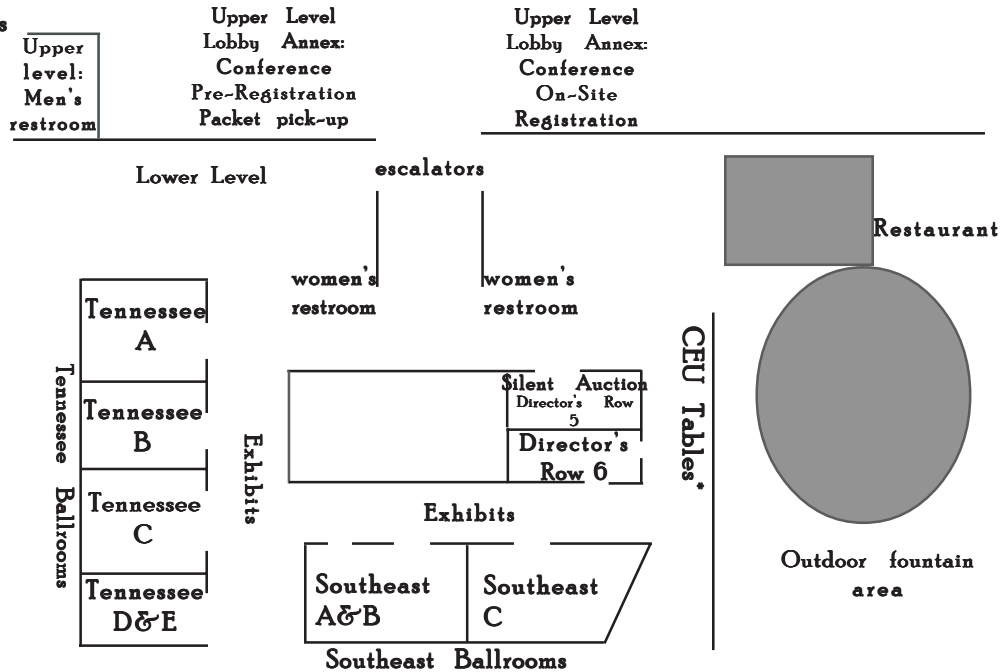 s
Upper
level:
Men's
restroom
Upper Level
Lobby Annex:
Conference
Pre-Registration
Packet pick-up
Upper Level
Lobby Annex:
Conference
On-Site
Registration
Lower Level
escalators
Restaurant
women's
restroom
women's
restroom
Tennessee
A
Tennessee
B
Tennessee
C
Tennessee
D&E
Tennessee Ballrooms
Exhibits
Silent Auction
Director's Row
5
Director's
Row 6
Exhibits
CEU Tables*
Southeast
A&B
Southeast
C
Southeast Ballrooms
Outdoor fountain
area